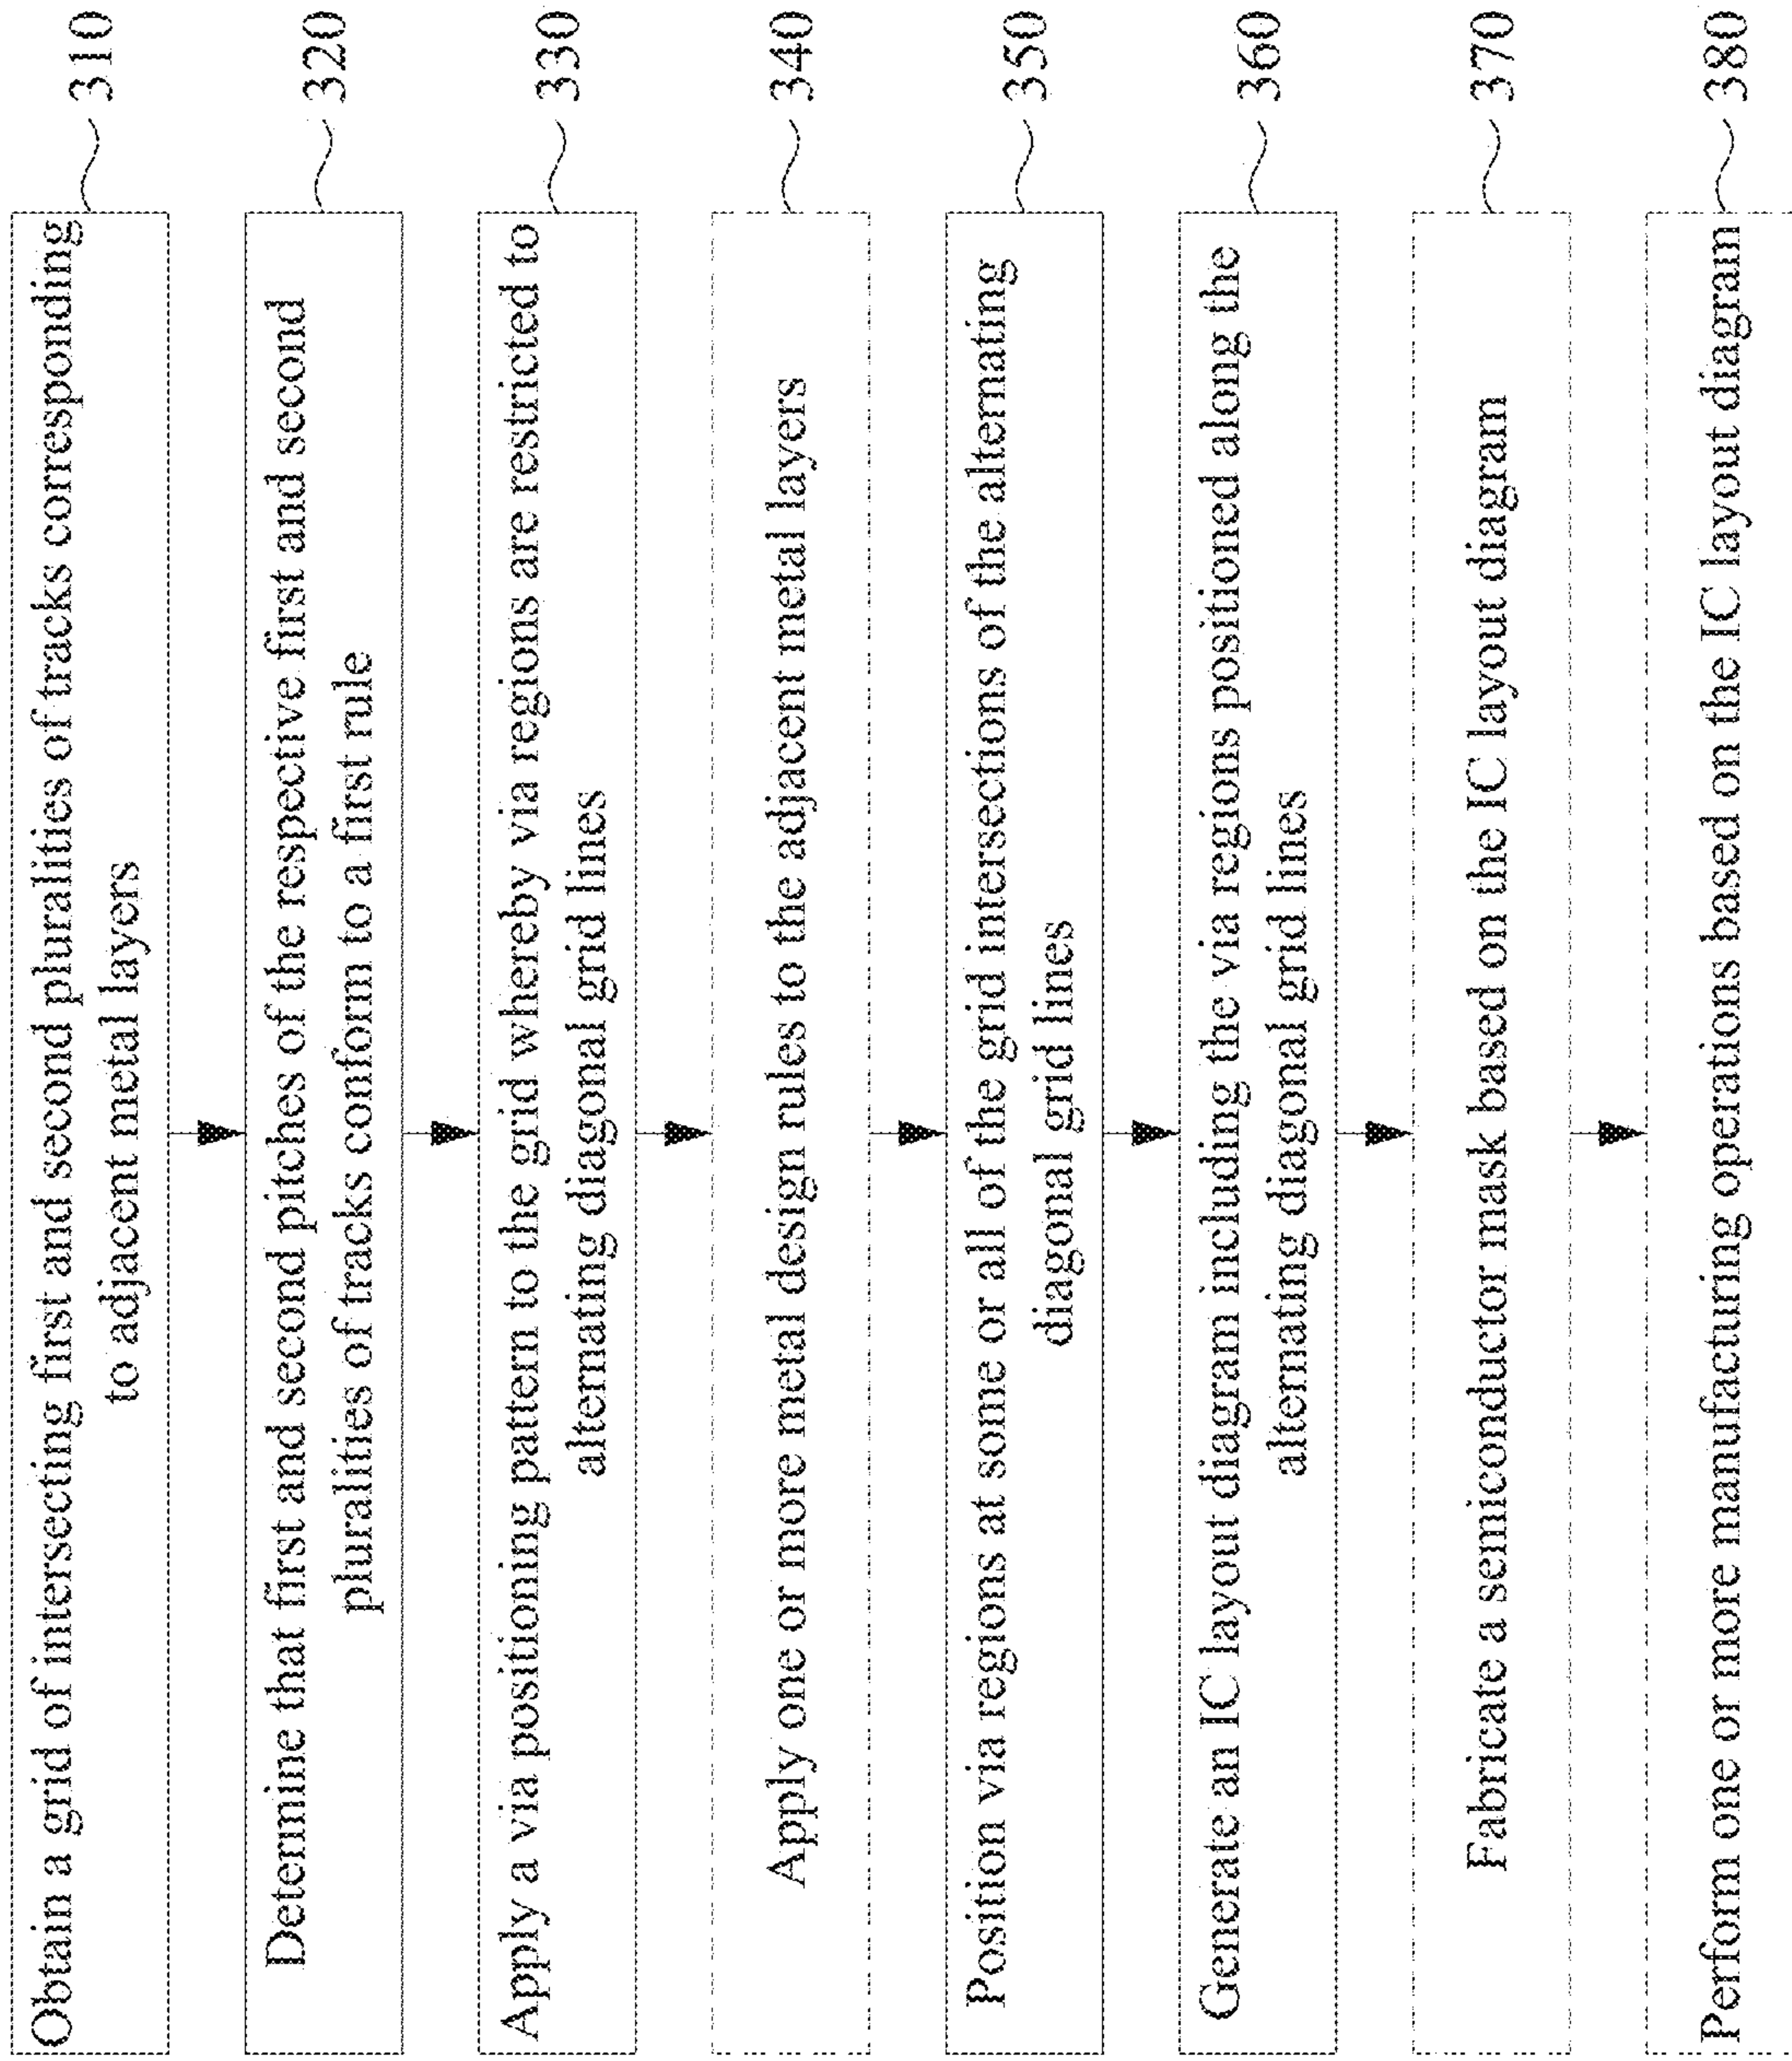 Obtain a grid of intersecting first and second pluralities of tracks corresponding
to adjacent metal layers
310
Determine that first and second pitches of the respective first and second
pluralities of tracks conform to a first rule
320
Apply a via positioning pattern to the grid whereby via regions are restricted to
alternating diagonal grid lines
330
Apply one or more metal design rules to the adjacent metal layers
340
Position via regions at some or all of the grid intersections of the alternating
diagonal grid lines
350
Generate an IC layout diagram including the via regions positioned along the
alternating diagonal grid lines
360
Fabricate a semiconductor mask based on the IC layout diagram
370
Perform one or more manufacturing operations based on the IC layout diagram
380